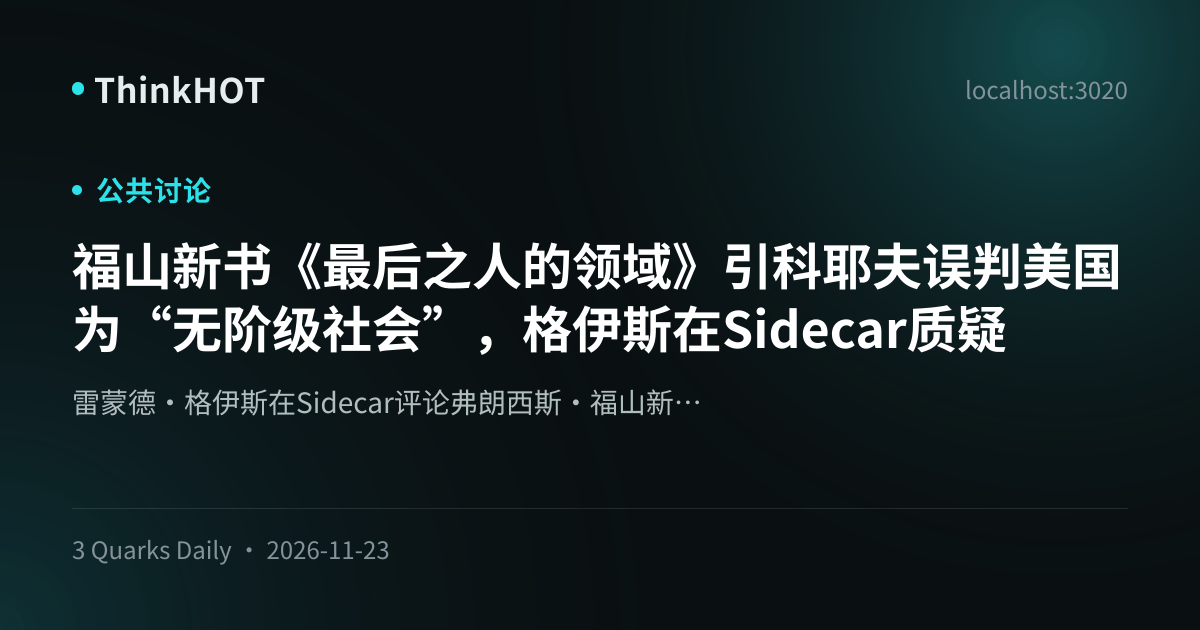 ThinkHOT
localhost:3020
公共讨论
福山新书《最后之人的领域》引科耶夫误判美国
为“无阶级社会”，格伊斯在Sidecar质疑
雷蒙德·格伊斯在Sidecar评论弗朗西斯·福山新…
3 Quarks Daily · 2026-11-23